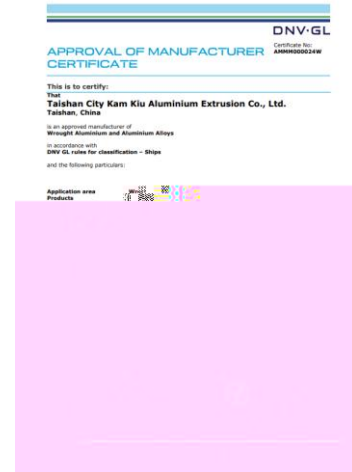 DNV·GL
Certificate No:
AMMM000024W
APPROVAL OF MANUFACTURER
CERTIFICATE
This is to certify:
That
Taishan City Kam Kiu Aluminium Extrusion Co., Ltd.
Taishan, China
is an approved manufacturer of
Wrought Aluminium and Aluminium Alloys
in accordance with
DNV GL rules for classification – Ships
and the following particulars:
Application area
Products